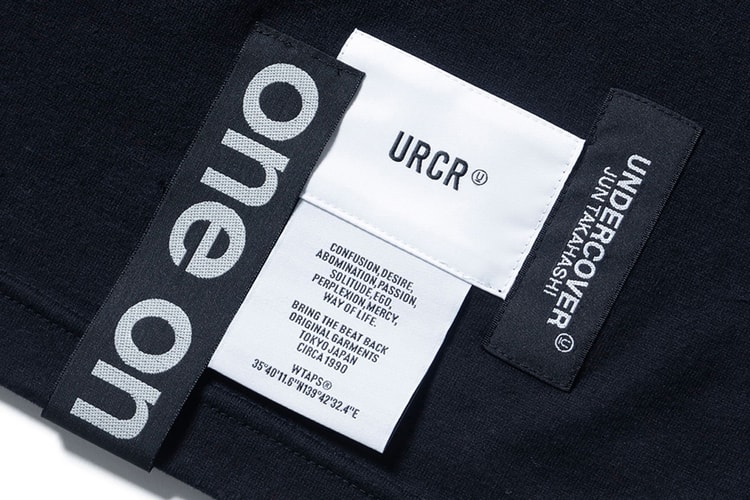 one on
URCR Ⓤ
CONFUSION, DESIRE,
ABOMINATION, PASSION,
SOLITUDE, EGO,
PERPLEXION, MERCY,
WAY OF LIFE.
BRING THE BEAT BACK
ORIGINAL GARMENTS
TOKYO JAPAN
CIRCA 1990
WTAPS®
35°40'11.6"N139°42'32.4"E
UNDERCOVER Ⓤ
JUN TAKAHASHI